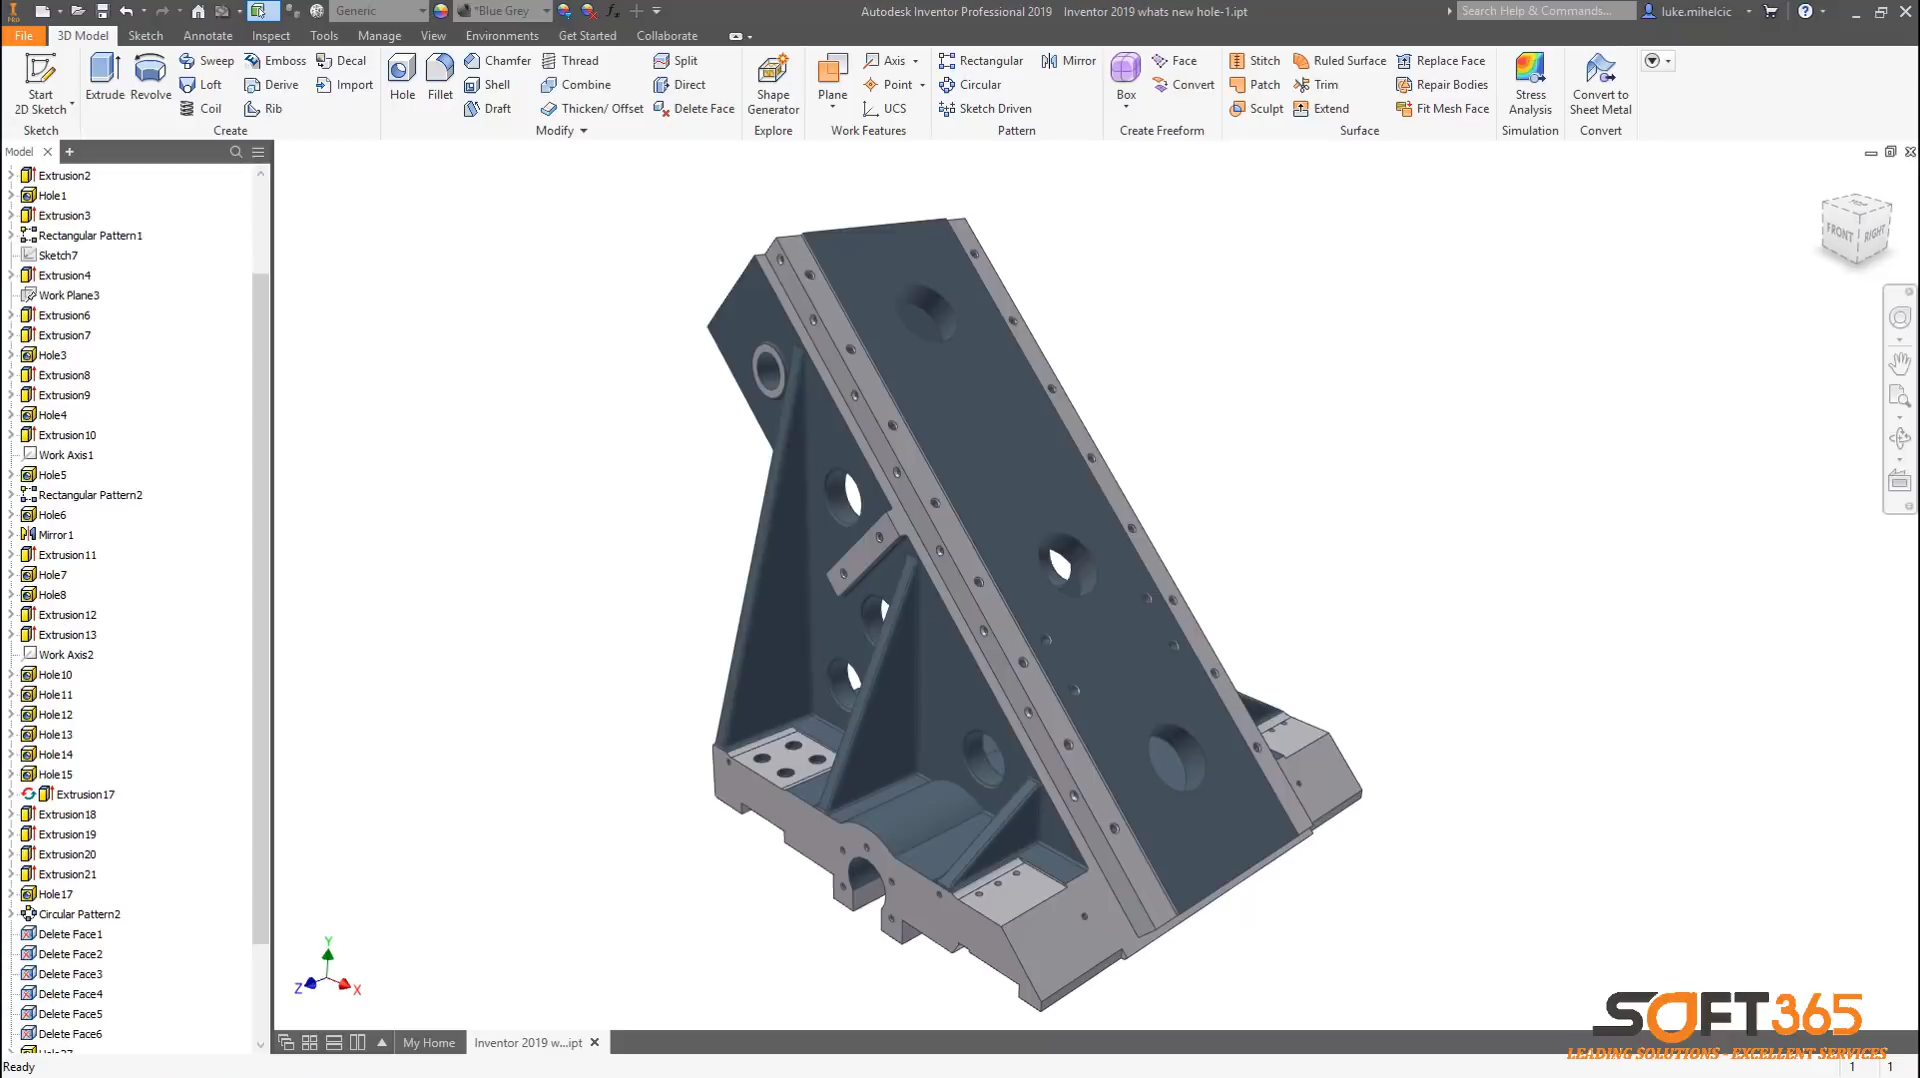 PRO
Generic
*Blue Grey
fx
Autodesk Inventor Professional 2019 Inventor 2019 whats new hole-1.ipt
Search Help & Commands...
luke.mihelcic
File
3D Model
Sketch
Annotate
Inspect
Tools
Manage
View
Environments
Get Started
Collaborate
Start
2D Sketch
Sketch
Extrude
Revolve
Sweep
Loft
Coil
Emboss
Derive
Rib
Decal
Import
Create
Hole
Fillet
Chamfer
Shell
Draft
Thread
Combine
Thicken/ Offset
Split
Direct
Delete Face
Modify
Shape
Generator
Explore
Plane
Axis
Point
UCS
Work Features
Rectangular
Circular
Sketch Driven
Mirror
Pattern
Box
Face
Convert
Create Freeform
Stitch
Patch
Sculpt
Ruled Surface
Trim
Extend
Replace Face
Repair Bodies
Fit Mesh Face
Surface
Stress
Analysis
Simulation
Convert to
Sheet Metal
Convert
Model
Extrusion2
Hole1
Extrusion3
Rectangular Pattern1
Sketch7
Extrusion4
Work Plane3
Extrusion6
Extrusion7
Hole3
Extrusion8
Extrusion9
Hole4
Extrusion10
Work Axis1
Hole5
Rectangular Pattern2
Hole6
Mirror1
Extrusion11
Hole7
Hole8
Extrusion12
Extrusion13
Work Axis2
Hole10
Hole11
Hole12
Hole13
Hole14
Hole15
Extrusion17
Extrusion18
Extrusion19
Extrusion20
Extrusion21
Hole17
Circular Pattern2
Delete Face1
Delete Face2
Delete Face3
Delete Face4
Delete Face5
Delete Face6
TOP
FRONT
RIGHT
Y
Z
X
My Home
Inventor 2019 w...ipt
SOFT365
LEADING SOLUTIONS - EXCELLENT SERVICES
Ready
1
1